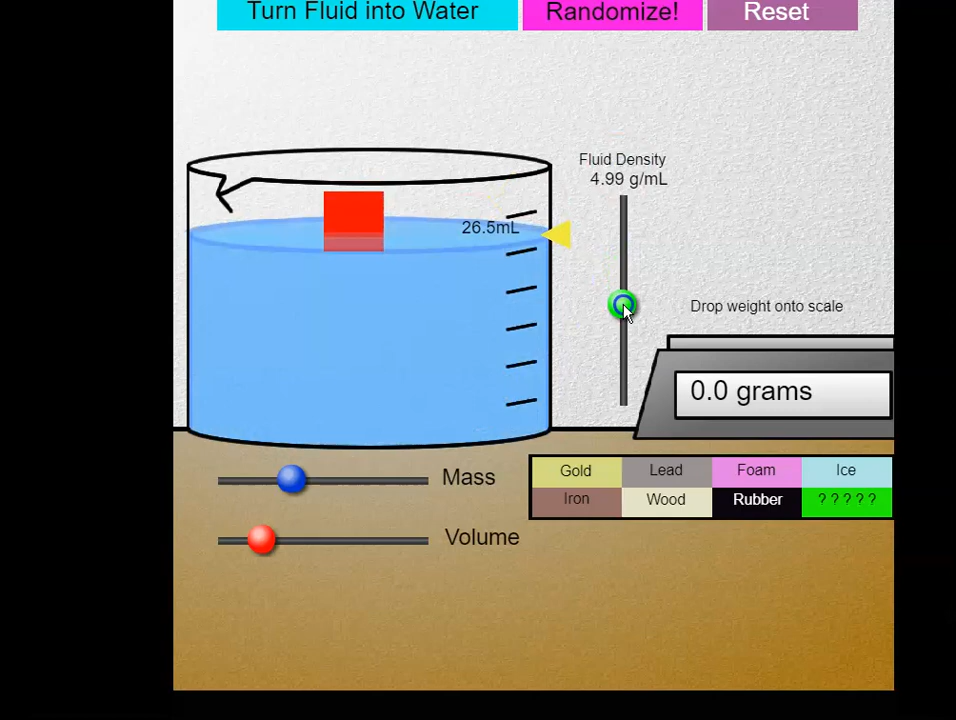 Turn Fluid into Water
Randomize!
Reset
Fluid Density
4.99 g/mL
26.5mL
Drop weight onto scale
0.0 grams
Mass
Volume
Gold Lead Foam Ice
Iron Wood Rubber ? ? ? ? ?